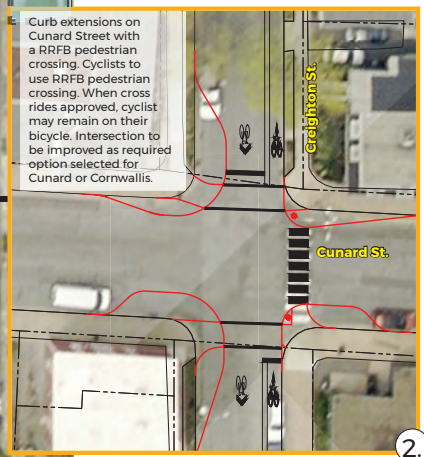 E
Curb extensions on
Cunard Street with
a RRFB pedestrian
crossing. Cyclists to
use RRFB pedestrian
crossing. When cross
rides approved, cyclist
may remain on their
bicycle. Intersection to
be improved as required
option selected for
Cunard or Cornwallis.
Creighton St.
Cunard St.
2.